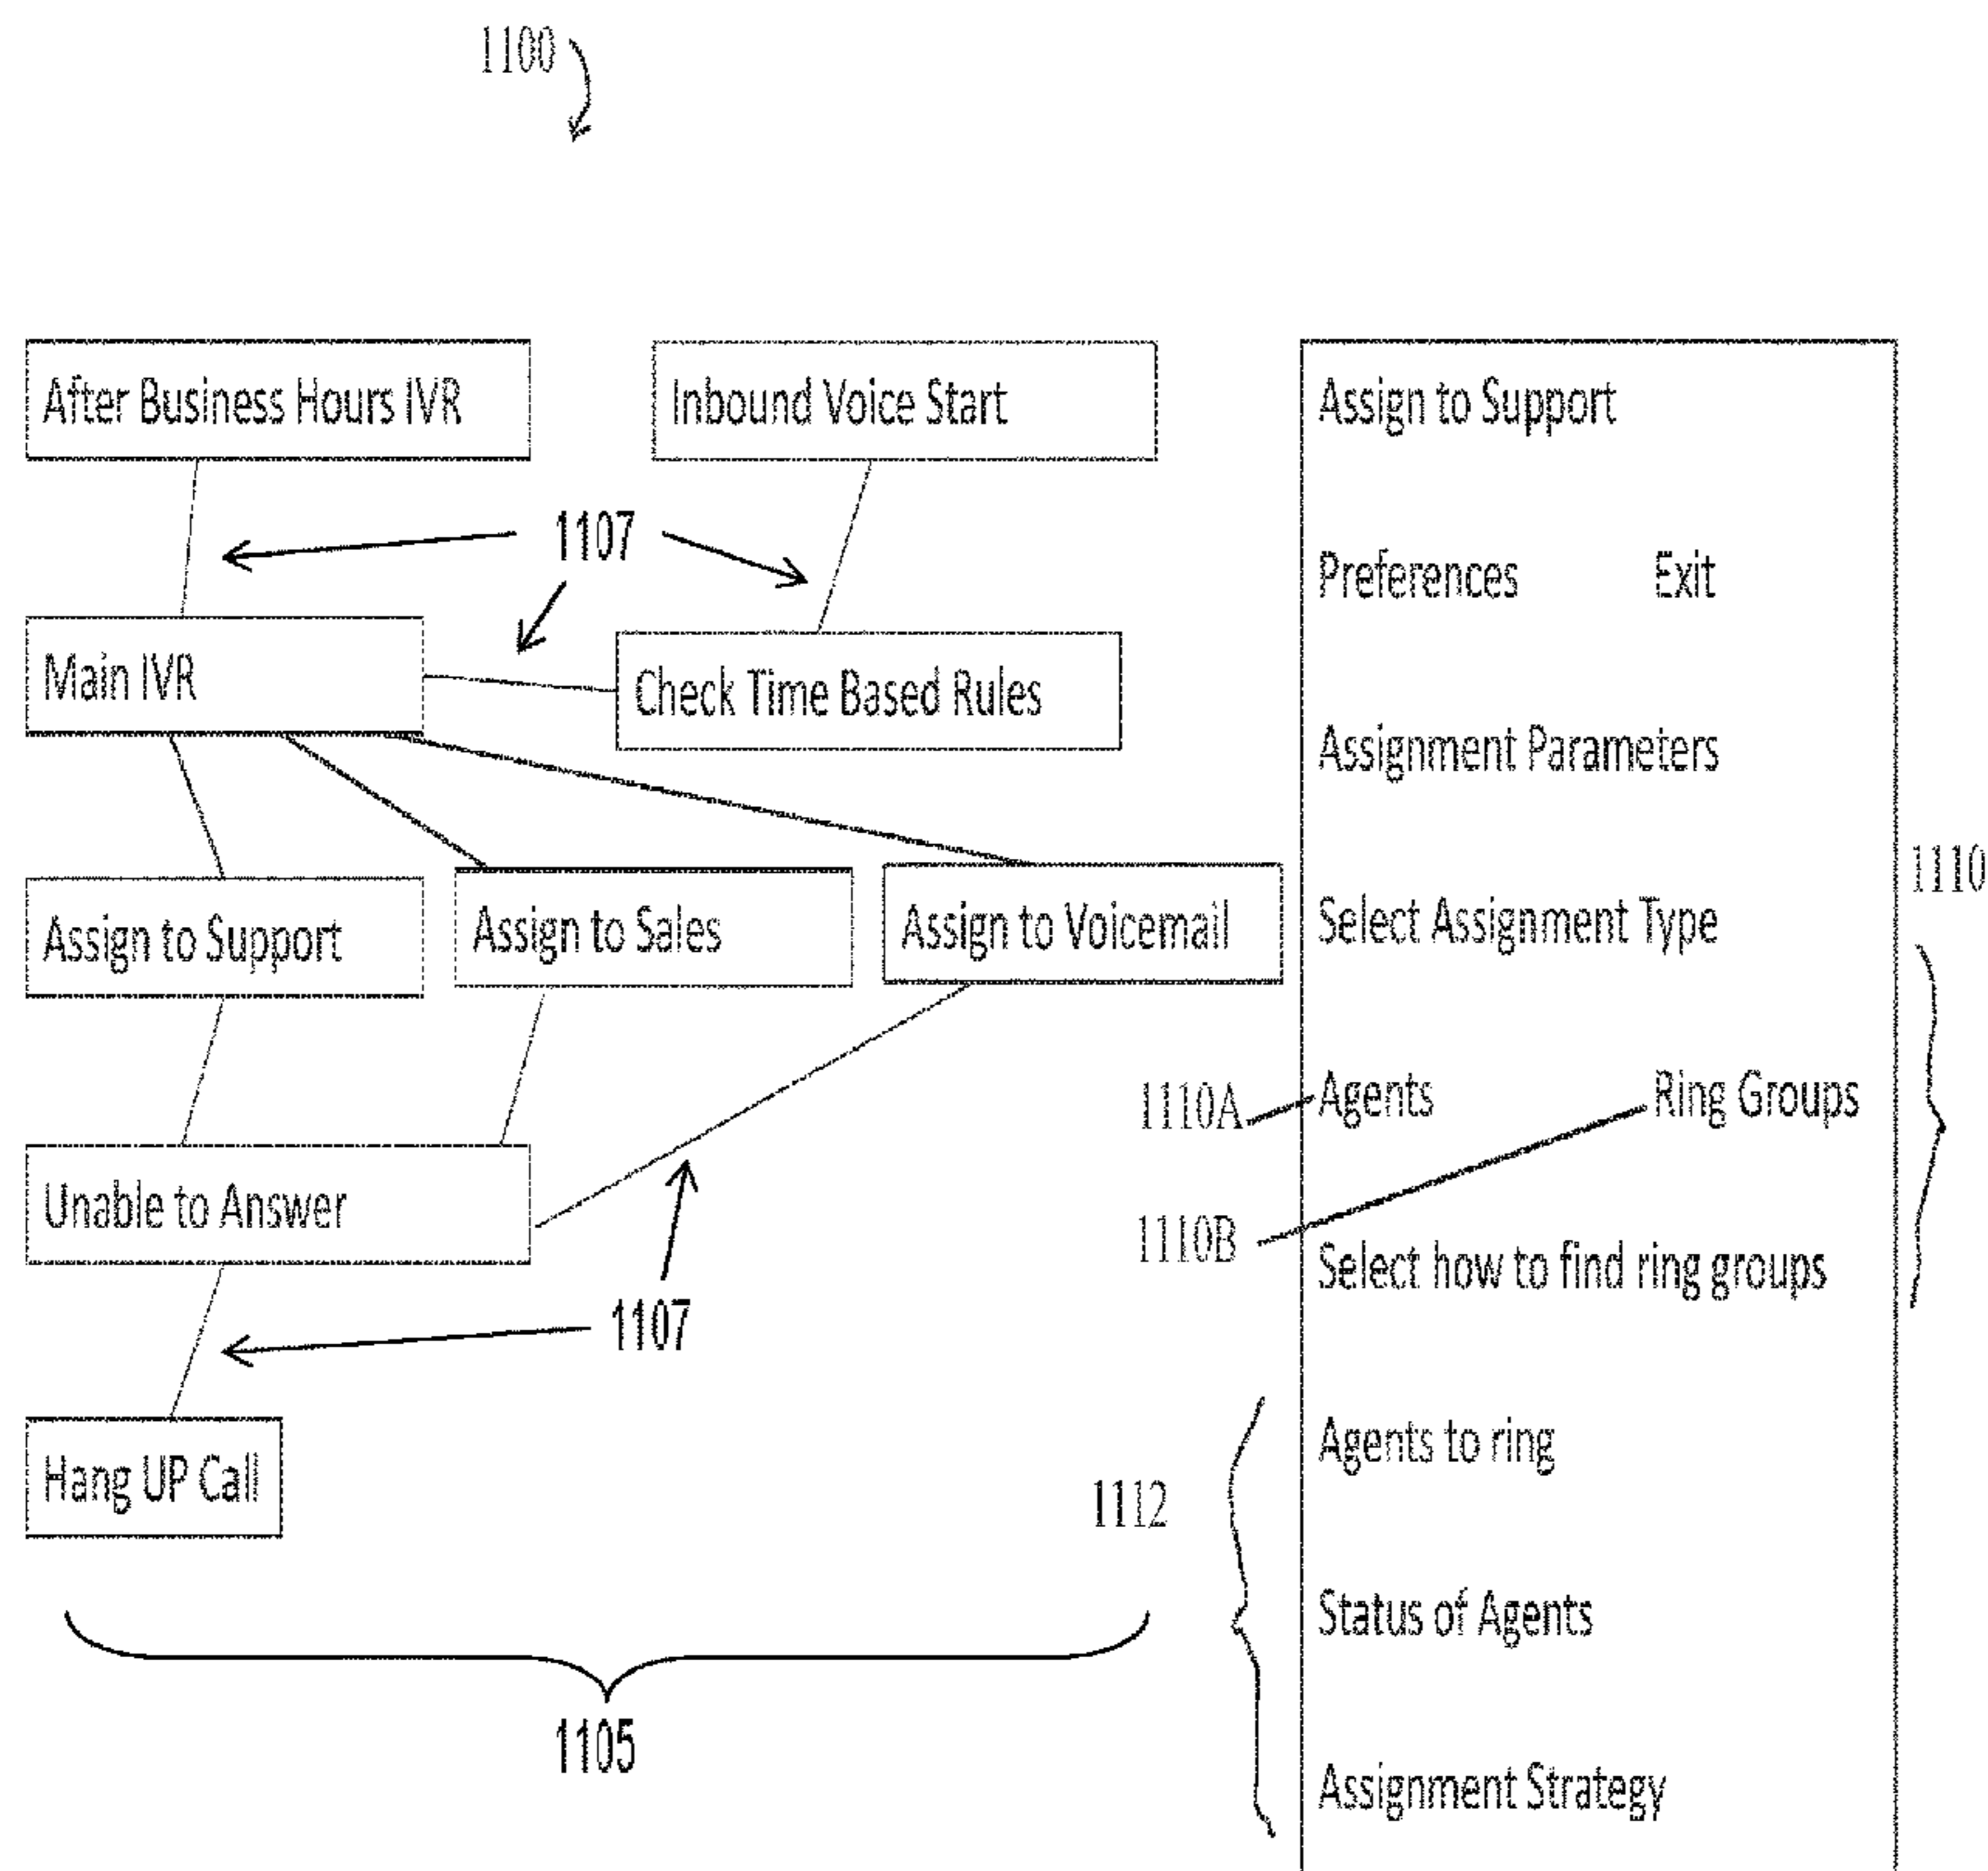 1100
After Business Hours IVR
Inbound Voice Start
1107
Main IVR
Check Time Based Rules
Assign to Support
Assign to Sales
Assign to Voicemail
Unable to Answer
1107
Hang UP Call
1105
Assign to Support
Preferences Exit
Assignment Parameters
Select Assignment Type
1110
1110A
Agents Ring Groups
1110B
Select how to find ring groups
1112
Agents to ring
Status of Agents
Assignment Strategy